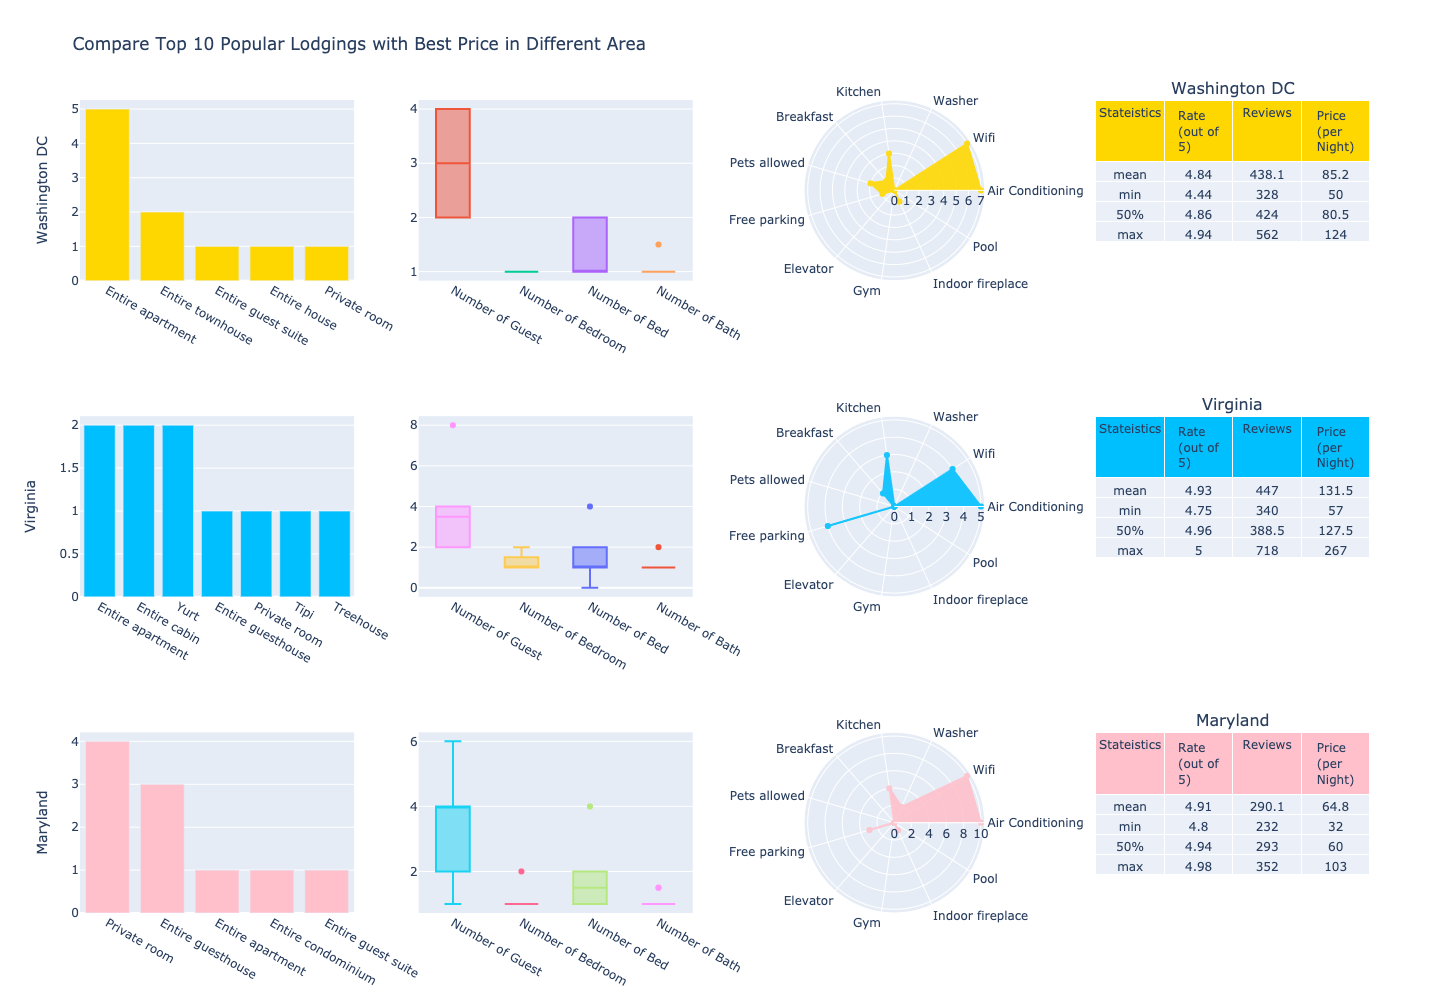 Compare Top 10 Popular Lodgings with Best Price in Different Area
Washington DC
5
4
3
2
1
0
Entire apartment
Entire townhouse
Entire guest suite
Entire house
Private room
4
3
2
1
Number of Guest
Number of Bedroom
Number of Bed
Number of Bath
Kitchen
Washer
Breakfast
Wifi
Pets allowed
Air Conditioning
0 1 2 3 4 5 6 7
Free parking
Pool
Elevator
Indoor fireplace
Gym
Washington DC
Stateistics Rate (out of 5) Reviews Price (per Night)
mean 4.84 438.1 85.2
min 4.44 328 50
50% 4.86 424 80.5
max 4.94 562 124
Virginia
2
1.5
1
0.5
0
Entire apartment
Entire cabin
Yurt
Entire guesthouse
Private room
Tipi
Treehouse
8
6
4
2
0
Number of Guest
Number of Bedroom
Number of Bed
Number of Bath
Kitchen
Washer
Breakfast
Wifi
Pets allowed
Air Conditioning
0 1 2 3 4 5
Free parking
Pool
Elevator
Indoor fireplace
Gym
Virginia
Stateistics Rate (out of 5) Reviews Price (per Night)
mean 4.93 447 131.5
min 4.75 340 57
50% 4.96 388.5 127.5
max 5 718 267
Maryland
4
3
2
1
0
Private room
Entire guesthouse
Entire apartment
Entire condominium
Entire guest suite
6
4
2
Number of Guest
Number of Bedroom
Number of Bed
Number of Bath
Kitchen
Washer
Breakfast
Wifi
Pets allowed
Air Conditioning
0 2 4 6 8 10
Free parking
Pool
Elevator
Indoor fireplace
Gym
Maryland
Stateistics Rate (out of 5) Reviews Price (per Night)
mean 4.91 290.1 64.8
min 4.8 232 32
50% 4.94 293 60
max 4.98 352 103